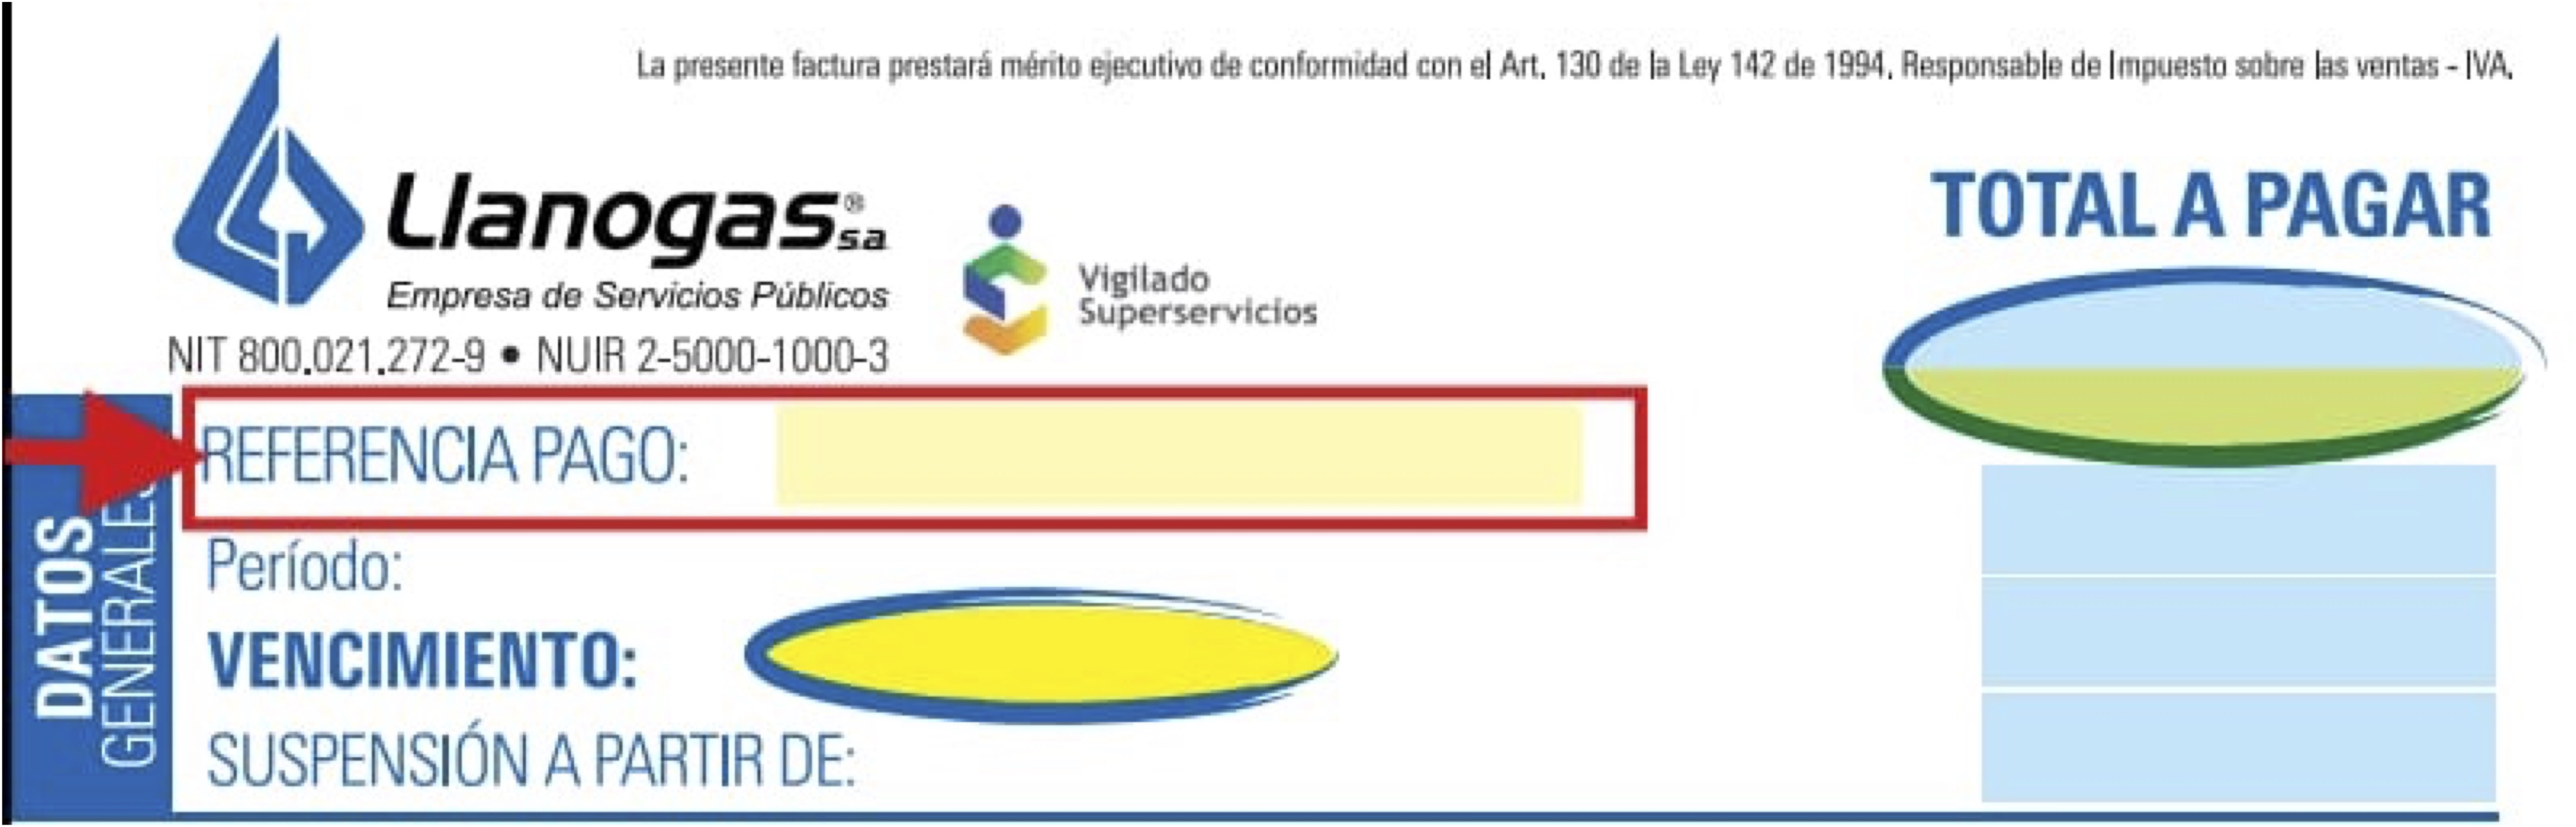 La presente factura prestará mérito ejecutivo de conformidad con el Art. 130 de la Ley 142 de 1994. Responsable de Impuesto sobre las ventas - IVA.
Llanogas® sa
Empresa de Servicios Públicos
NIT 800.021.272-9 • NUIR 2-5000-1000-3
Vigilado
Superservicios
TOTAL A PAGAR
DATOS
GENERALES
REFERENCIA PAGO:
Período:
VENCIMIENTO:
SUSPENSIÓN A PARTIR DE: